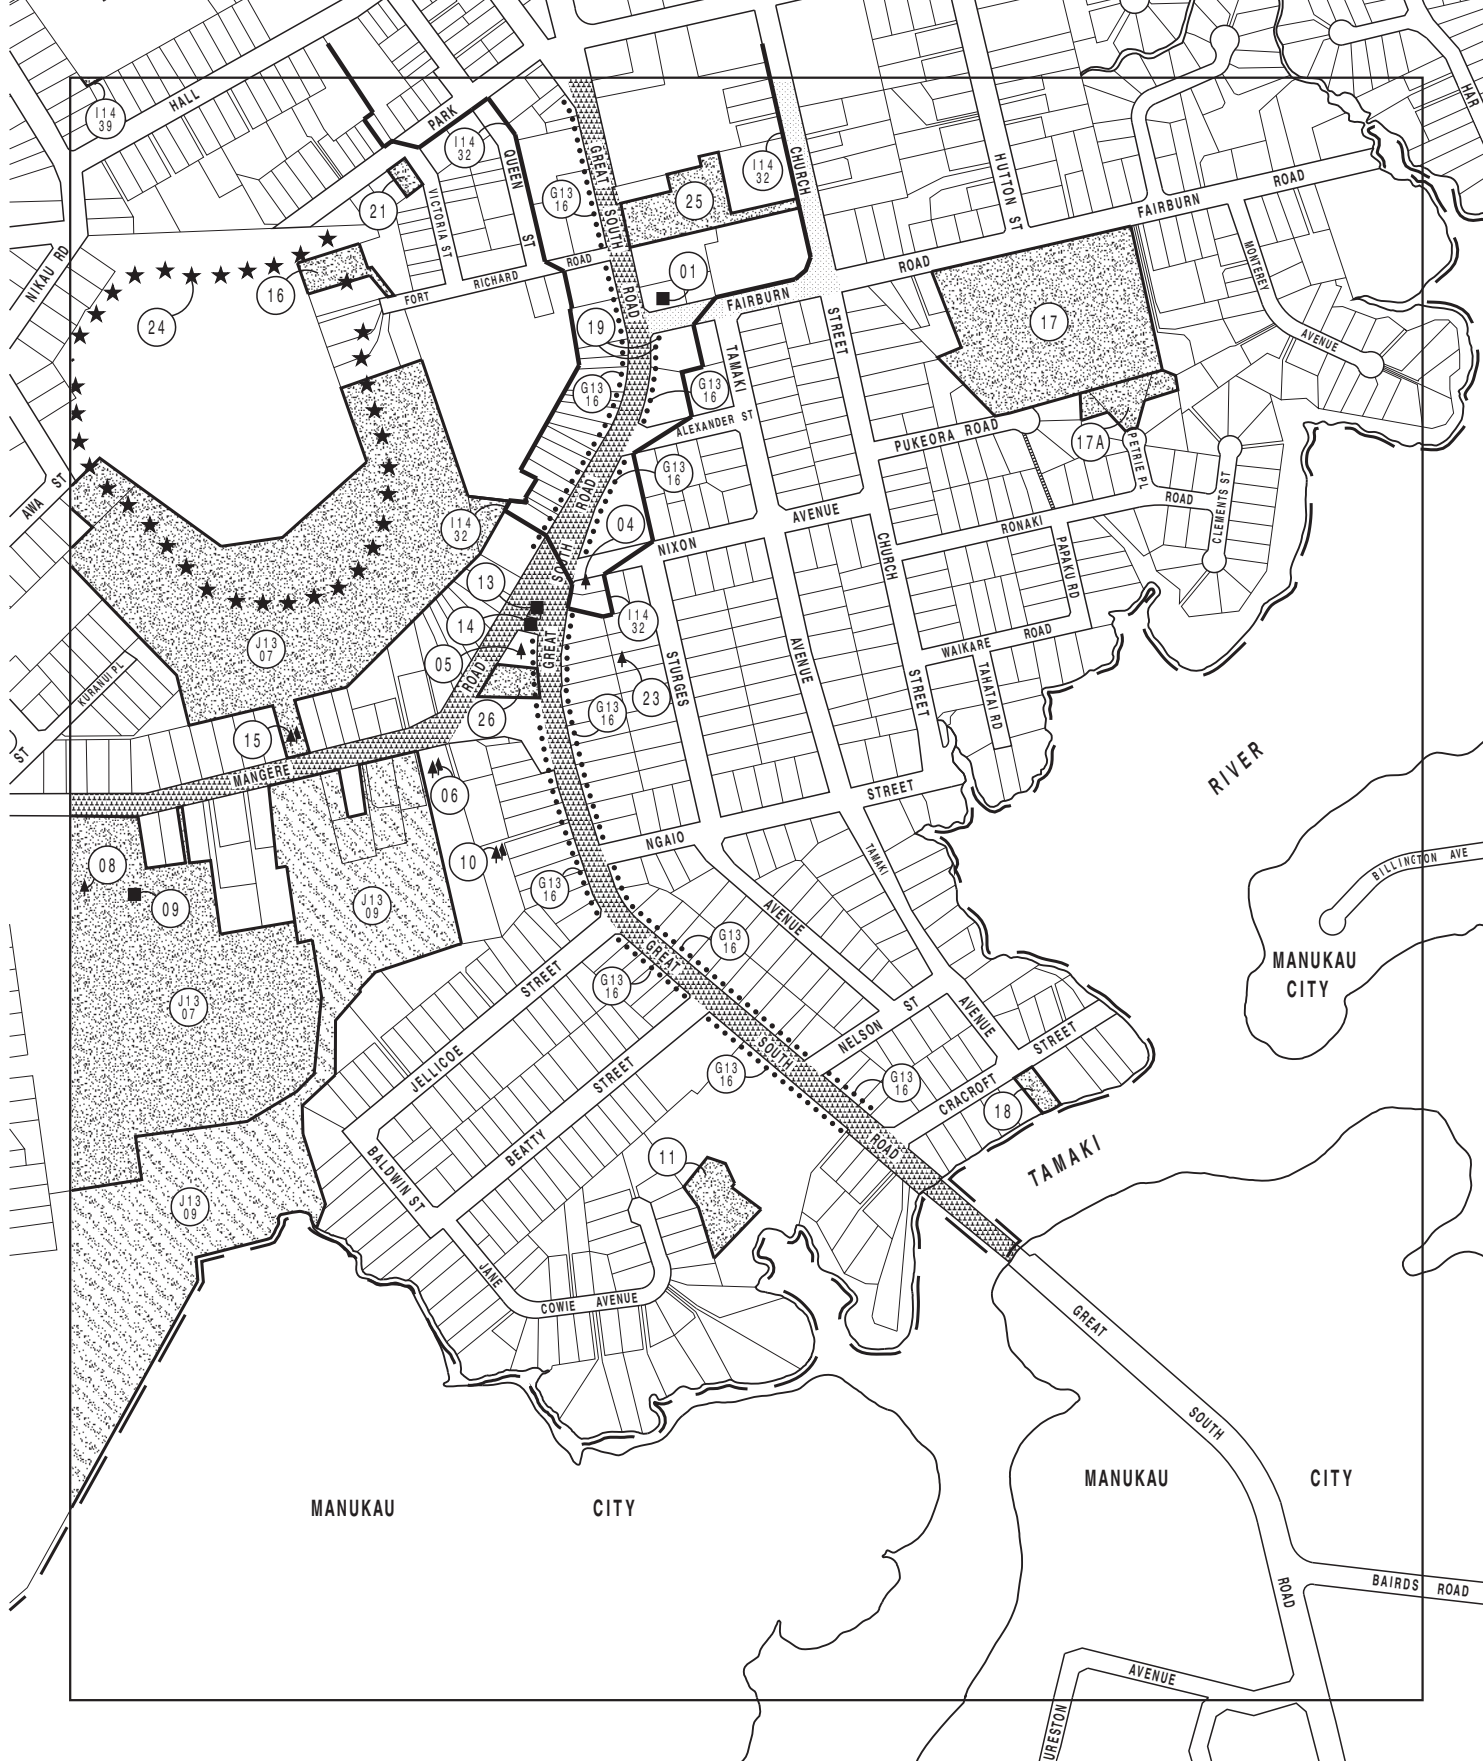 HALL
I14
39
PARK
I14
32
QUEEN
ST
GREAT
SOUTH
ROAD
I14
32
CHURCH
HUTTON ST
ROAD
FAIRBURN
21
VICTORIA ST
G13
16
25
NIKAU RD
16
24
FORT
RICHARD
ROAD
01
FAIRBURN
ROAD
STREET
17
MONTEREY
AVENUE
19
G13
16
G13
16
TAMAKI
ALEXANDER ST
PUKEORA ROAD
17A
PETRIE PL
CLEMENTS ST
ROAD
AWA ST
G13
16
ROAD
I14
32
04
SOUTH
NIXON
AVENUE
RONAKI
CHURCH
PAPAKU RD
13
14
05
ROAD
GREAT
I14
32
J13
07
STURGES
AVENUE
WAIKARE ROAD
TAHATAI RD
STREET
KURANUI PL
26
23
G13
16
15
ST
MANGERE
06
RIVER
STREET
NGAIO
TAMAKI
08
09
10
J13
09
G13
16
BILLINGTON AVE
AVENUE
G13
16
GREAT
G13
16
STREET
MANUKAU
CITY
J13
07
NELSON ST
AVENUE
STREET
SOUTH
JELLICOE
STREET
G13
16
G13
16
CRACROFT
18
BEATTY
ROAD
TAMAKI
BALDWIN ST
11
J13
09
JANE
COWIE AVENUE
GREAT
SOUTH
MANUKAU
CITY
MANUKAU
CITY
ROAD
BAIRDS ROAD
AVENUE
URESTON
HAR